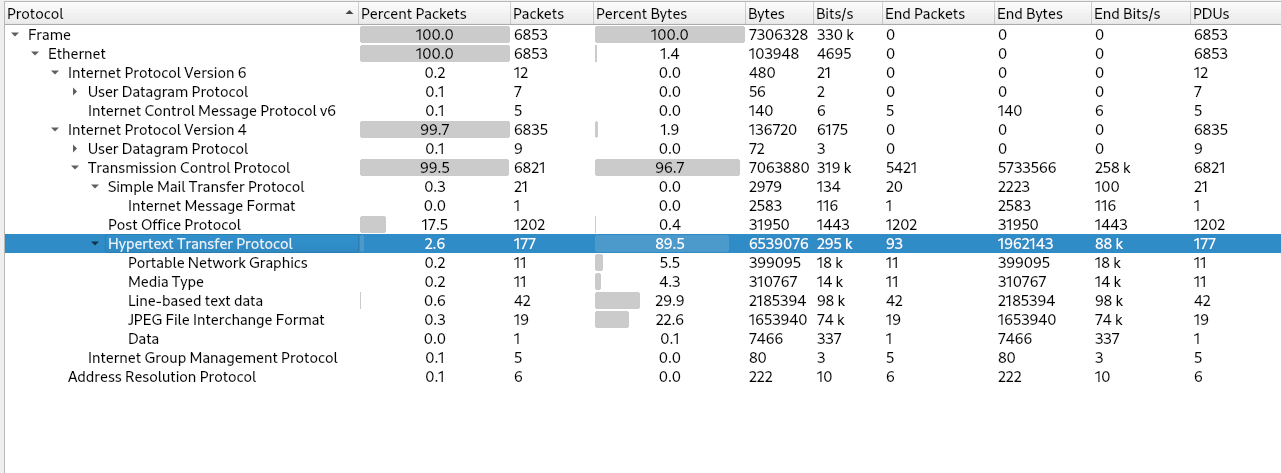 Protocol Percent Packets Packets Percent Bytes Bytes Bits/s End Packets End Bytes End Bits/s PDUs
Frame 100.0 6853 100.0 7306328 330 k 0 0 0 6853
Ethernet 100.0 6853 1.4 103948 4695 0 0 0 6853
Internet Protocol Version 6 0.2 12 0.0 480 21 0 0 0 12
User Datagram Protocol 0.1 7 0.0 56 2 0 0 0 7
Internet Control Message Protocol v6 0.1 5 0.0 140 6 5 140 6 5
Internet Protocol Version 4 99.7 6835 1.9 136720 6175 0 0 0 6835
User Datagram Protocol 0.1 9 0.0 72 3 0 0 0 9
Transmission Control Protocol 99.5 6821 96.7 7063880 319 k 5421 5733566 258 k 6821
Simple Mail Transfer Protocol 0.3 21 0.0 2979 134 20 2223 100 21
Internet Message Format 0.0 1 0.0 2583 116 1 2583 116 1
Post Office Protocol 17.5 1202 0.4 31950 1443 1202 31950 1443 1202
Hypertext Transfer Protocol 2.6 177 89.5 6539076 295 k 93 1962143 88 k 177
Portable Network Graphics 0.2 11 5.5 399095 18 k 11 399095 18 k 11
Media Type 0.2 11 4.3 310767 14 k 11 310767 14 k 11
Line-based text data 0.6 42 29.9 2185394 98 k 42 2185394 98 k 42
JPEG File Interchange Format 0.3 19 22.6 1653940 74 k 19 1653940 74 k 19
Data 0.0 1 0.1 7466 337 1 7466 337 1
Internet Group Management Protocol 0.1 5 0.0 80 3 5 80 3 5
Address Resolution Protocol 0.1 6 0.0 222 10 6 222 10 6